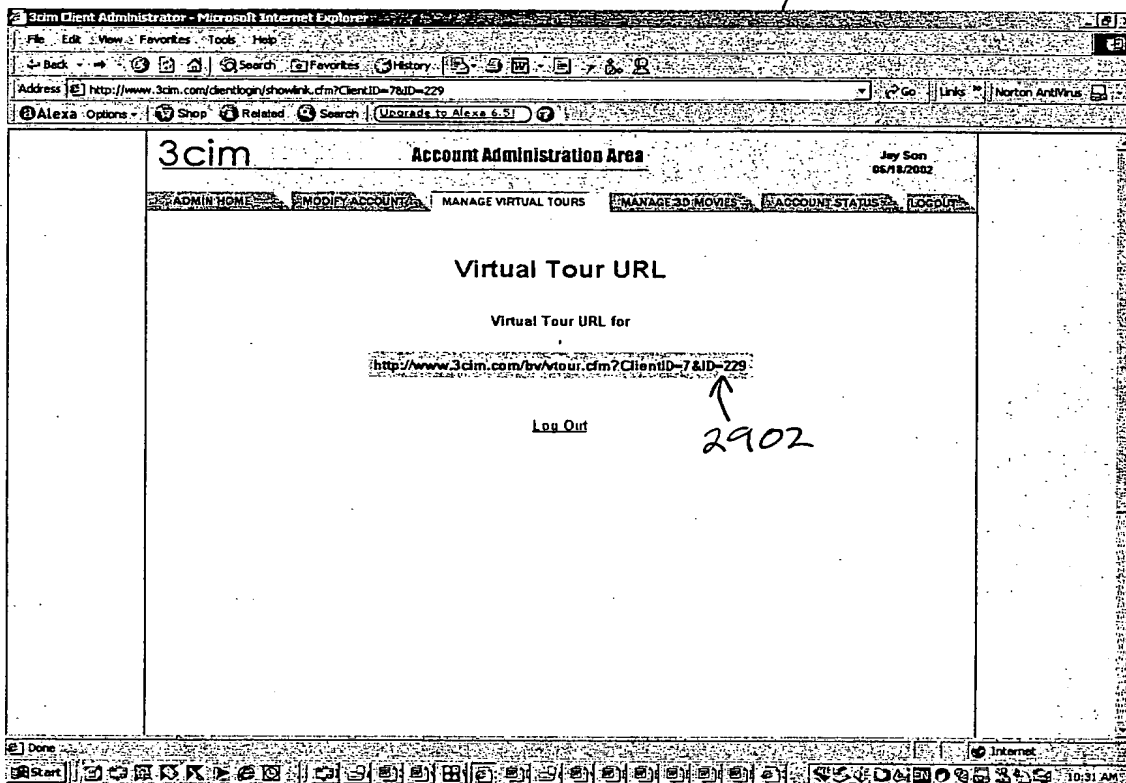 3cim Client Administrator - Microsoft Internet Explorer
File Edit View Favorites Tools Help
Back Search Favorites History
Address http://www.3cim.com/clientlogin/showlink.cfm?ClientID=7&ID=229 Go Links Norton AntiVirus
Alexa Options Shop Related Search Upgrade to Alexa 6.5!
3cim Account Administration Area Jay Son
05/18/2002
ADMIN HOME MODIFY ACCOUNT MANAGE VIRTUAL TOURS MANAGE 3D MOVIES ACCOUNT STATUS LOGOUT
Virtual Tour URL
Virtual Tour URL for
http://www.3cim.com/bv/vtour.cfm?ClientID=7&ID=229
Log Out
2902
Done Internet
Start 10:31 AM